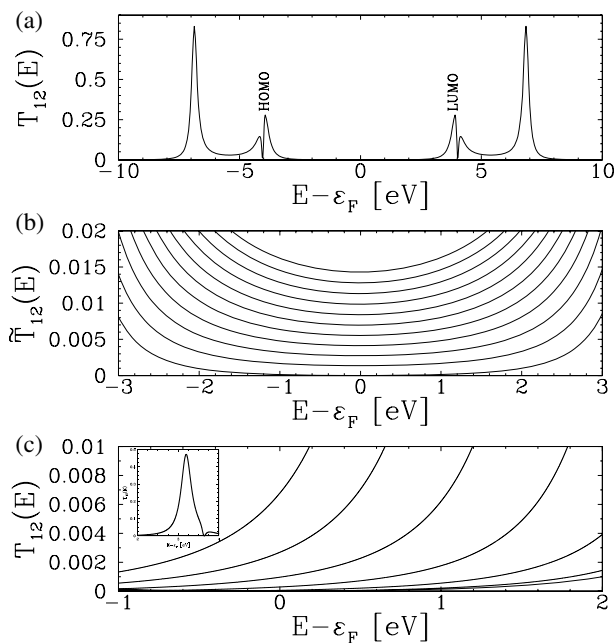 (a)
0.75
0.5
0.25
0
T12(E)
HOMO
LUMO
−10 −5 0 5 10
E−εF [eV]
(b)
0.02
0.015
0.01
0.005
0
T̃12(E)
−3 −2 −1 0 1 2 3
E−εF [eV]
(c)
0.01
0.008
0.006
0.004
0.002
0
T12(E)
−1 0 1 2
E−εF [eV]